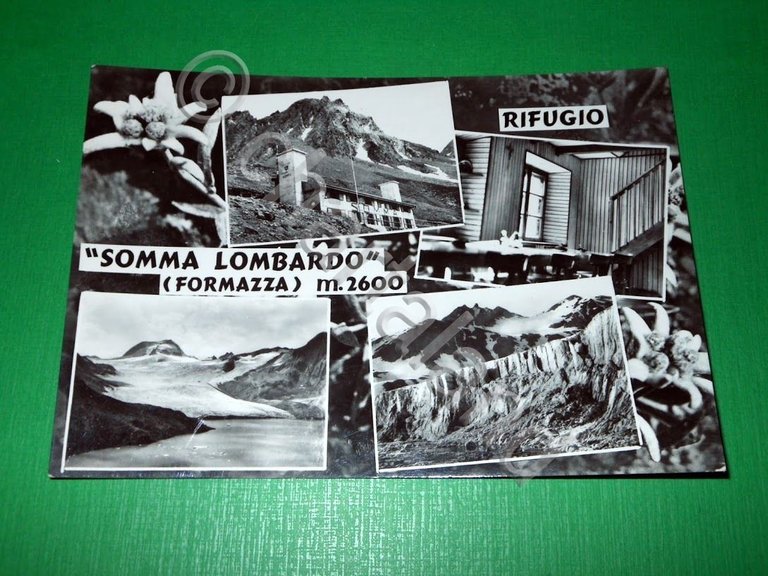 RIFUGIO
"SOMMA LOMBARDO"
(FORMAZZA) m.2600